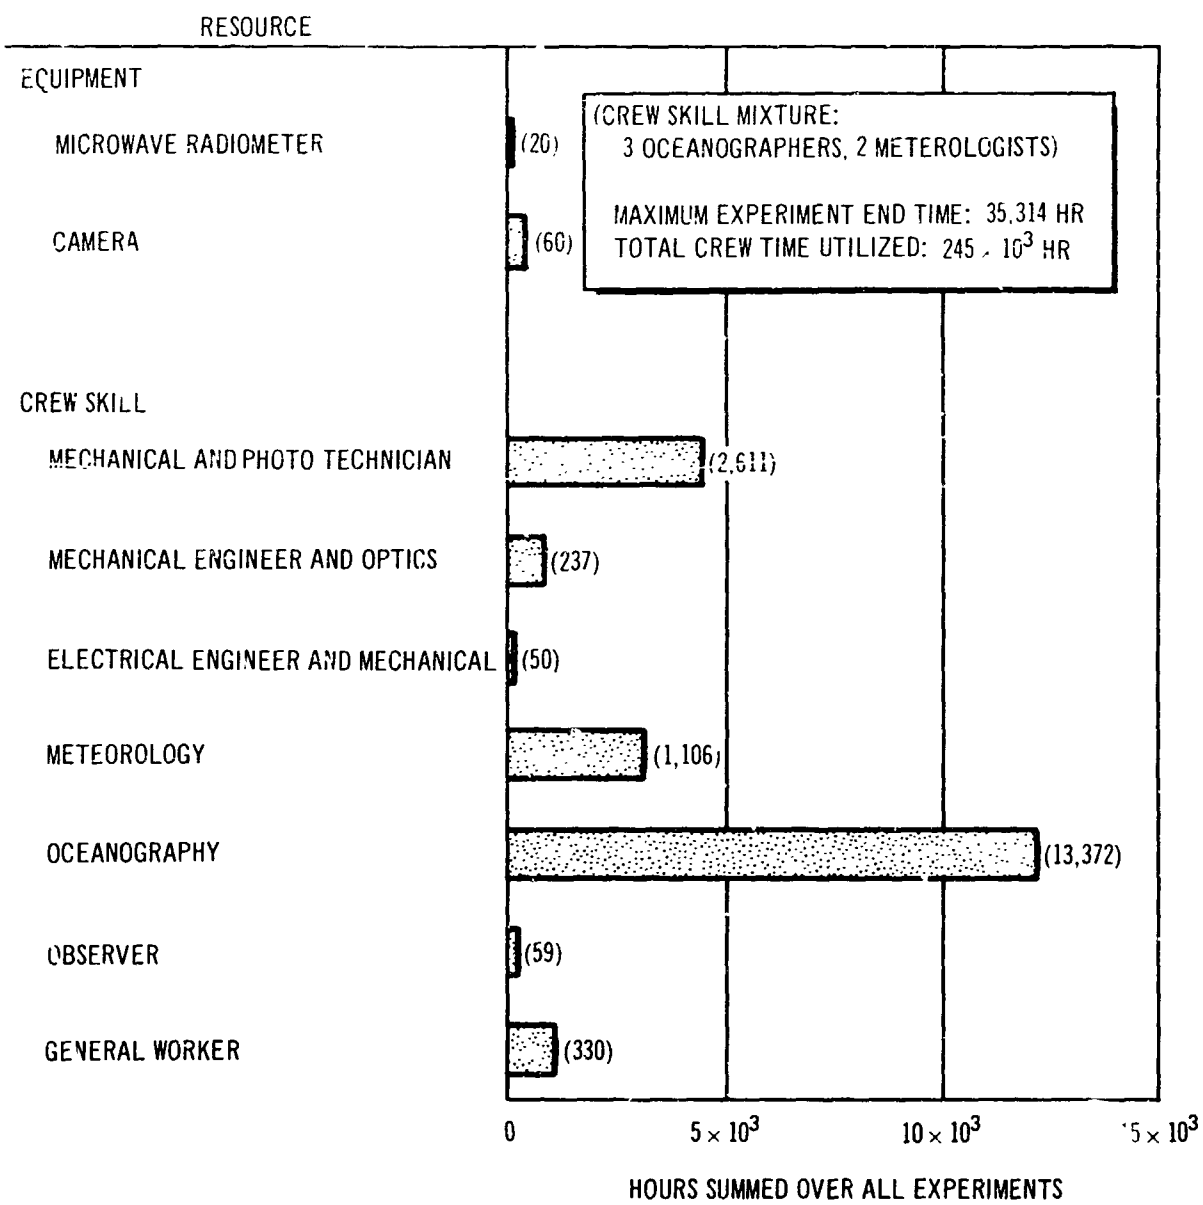 RESOURCE
EQUIPMENT
MICROWAVE RADIOMETER (20)
(CREW SKILL MIXTURE:
3 OCEANOGRAPHERS, 2 METEROLOGISTS)
MAXIMUM EXPERIMENT END TIME: 35,314 HR
TOTAL CREW TIME UTILIZED: 245 × 10³ HR
CAMERA (60)
CREW SKILL
MECHANICAL AND PHOTO TECHNICIAN (2,611)
MECHANICAL ENGINEER AND OPTICS (237)
ELECTRICAL ENGINEER AND MECHANICAL (50)
METEOROLOGY (1,106)
OCEANOGRAPHY (13,372)
OBSERVER (59)
GENERAL WORKER (330)
0 5 × 10³ 10 × 10³ 15 × 10³
HOURS SUMMED OVER ALL EXPERIMENTS